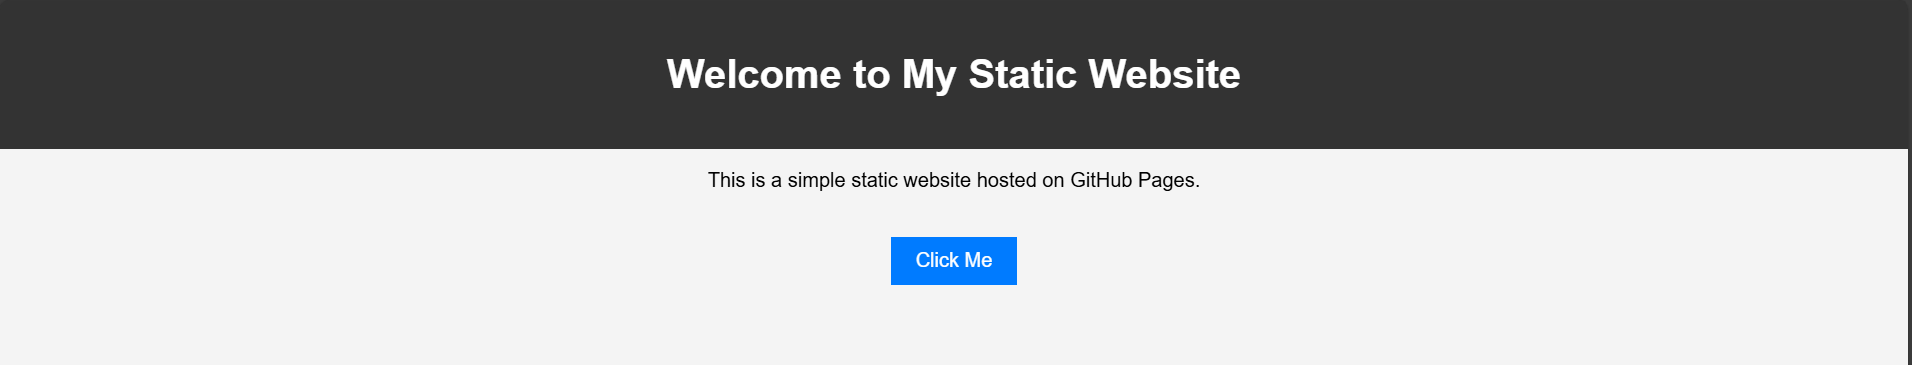 Welcome to My Static Website
This is a simple static website hosted on GitHub Pages.
Click Me